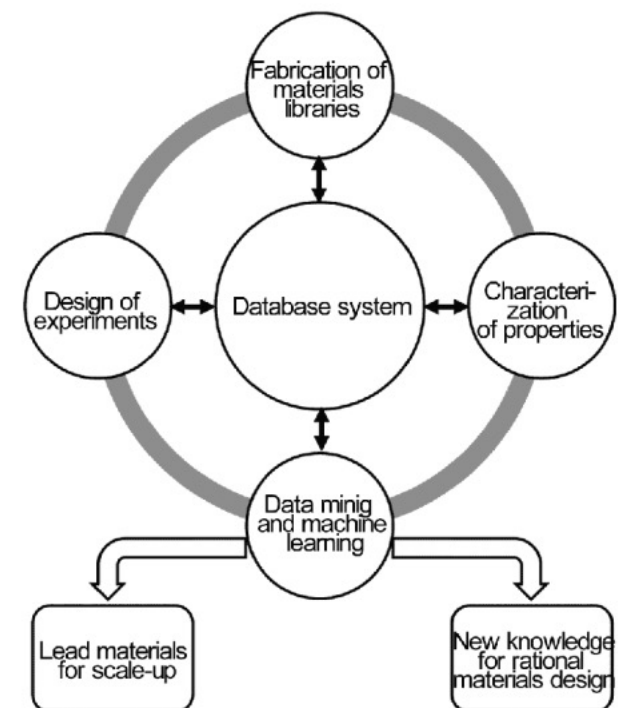 Fabrication of
materials
libraries
Design of
experiments
Database system
Characteri-
zation
of properties
Data minig
and machine
learning
Lead materials
for scale-up
New knowledge
for rational
materials design